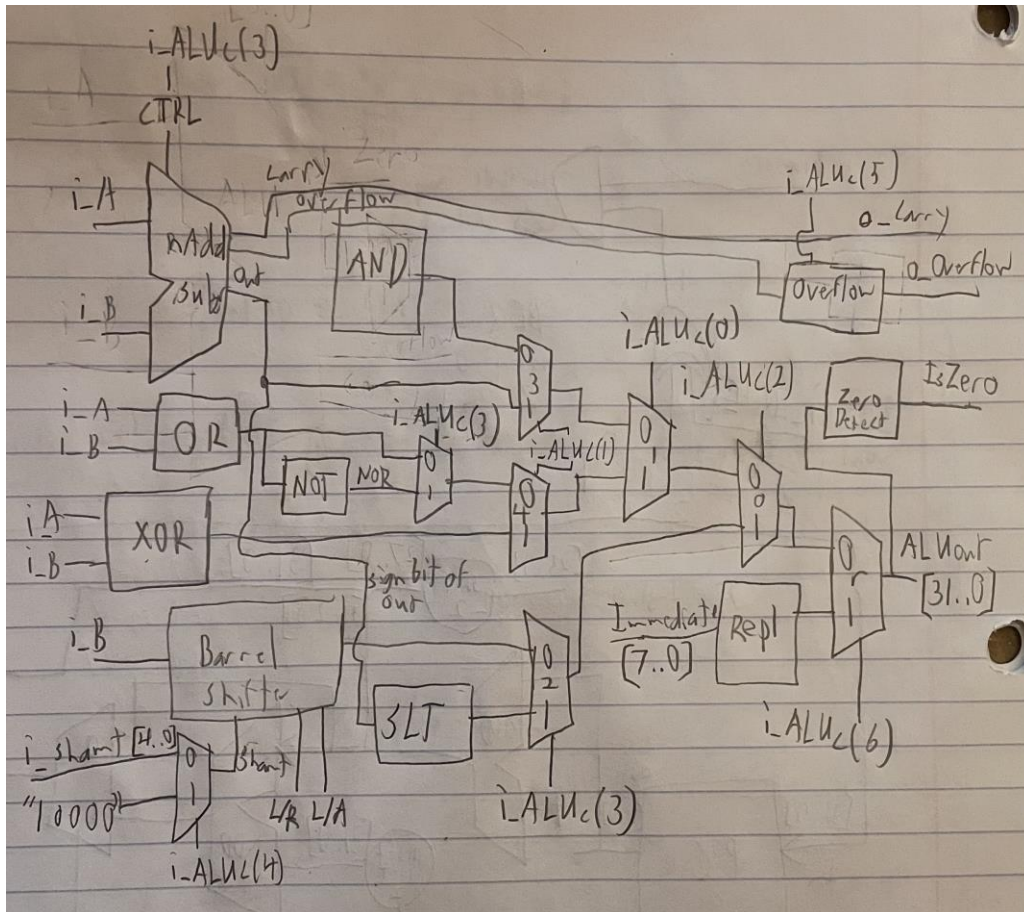 i_ALUc(3)
CTRL
i_A
nAdd
Sub
i_B
Carry
overflow
out
AND
i_ALUc(5)
o_Carry
Overflow
o_Overflow
i_A
i_B
OR
NOT
NOR
i_ALUc(3)
0
1
0
3
1
i_ALUc(1)
0
4
1
i_ALUc(0)
0
1
1
i_ALUc(2)
0
0
1
Zero
Detect
IsZero
i_A
i_B
XOR
sign bit of
out
i_B
Barrel
shifter
SLT
0
2
1
i_ALUc(3)
Immediate
[7..0]
Repl
0
r
1
ALUout
[31..0]
i_ALUc(6)
i_shamt [4..0]
"10000"
0
1
shamt
L/R L/A
i_ALUc(4)